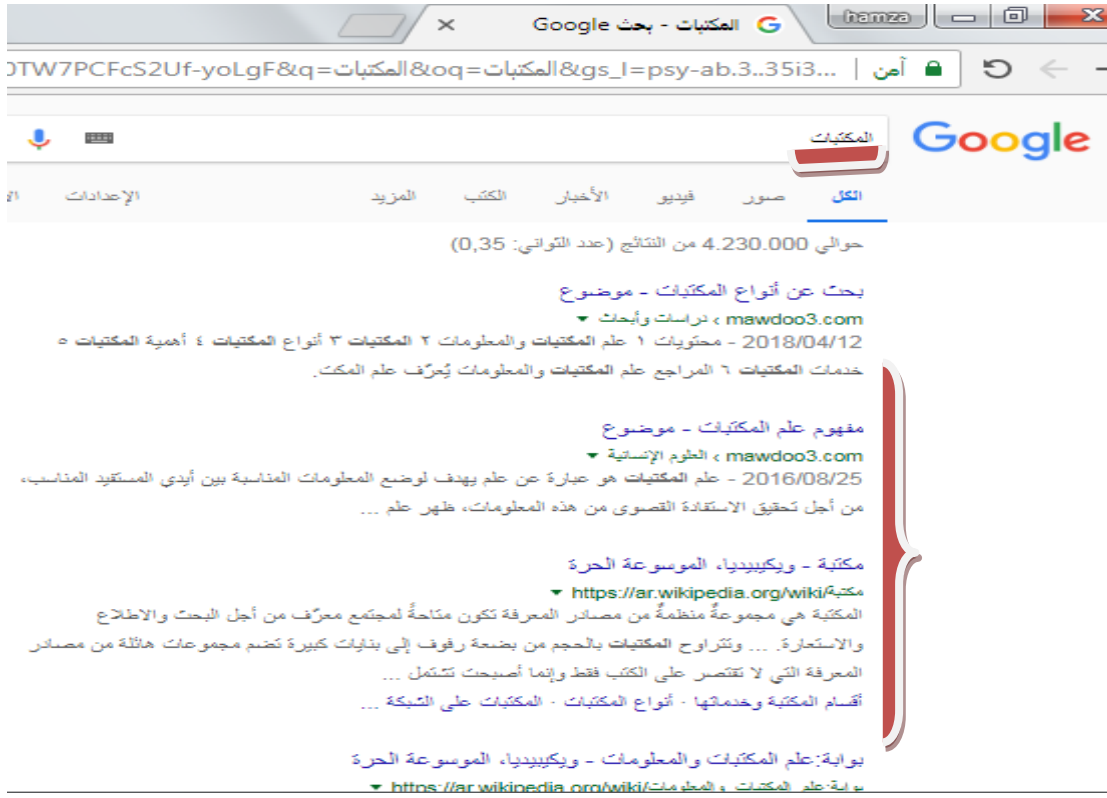 المكتبات - بحث Google
hamza
آمن | ...0TW7PCFcS2Uf-yoLgF&q=المكتبات&oq=المكتبات&gs_l=psy-ab.3..35i3
Google
المكتبات
الكل صور فيديو الأخبار الكتب المزيد الإعدادات
حوالي 4.230.000 من النتائج (عدد الثواني: 0,35)
بحث عن أنواع المكتبات - موضوع
mawdoo3.com › دراسات وأبحاث
2018/04/12 - محتويات ١ علم المكتبات والمعلومات ٢ المكتبات ٣ أنواع المكتبات ٤ أهمية المكتبات ٥
خدمات المكتبات ٦ المراجع علم المكتبات والمعلومات يُعرّف علم المكت.
مفهوم علم المكتبات - موضوع
mawdoo3.com › العلوم الإنسانية
2016/08/25 - علم المكتبات هو عبارة عن علم يهدف لوضع المعلومات المناسبة بين أيدي المستفيد المناسب،
من أجل تحقيق الاستفادة القصوى من هذه المعلومات، ظهر علم ...
مكتبة - ويكيبيديا، الموسوعة الحرة
https://ar.wikipedia.org/wiki/مكتبة
المكتبة هي مجموعةٌ منظمةٌ من مصادر المعرفة تكون متاحةً لمجتمع معرّف من أجل البحث والاطلاع
والاستعارة. ... وتتراوح المكتبات بالحجم من بضعة رفوف إلى بنايات كبيرة تضم مجموعات هائلة من مصادر
المعرفة التي لا تقتصر على الكتب فقط وإنما أصبحت تشتمل ...
أقسام المكتبة وخدماتها · أنواع المكتبات · المكتبات على الشبكة ...
بوابة:علم المكتبات والمعلومات - ويكيبيديا، الموسوعة الحرة
https://ar.wikipedia.org/wiki/بوابة:علم_المكتبات_والمعلومات